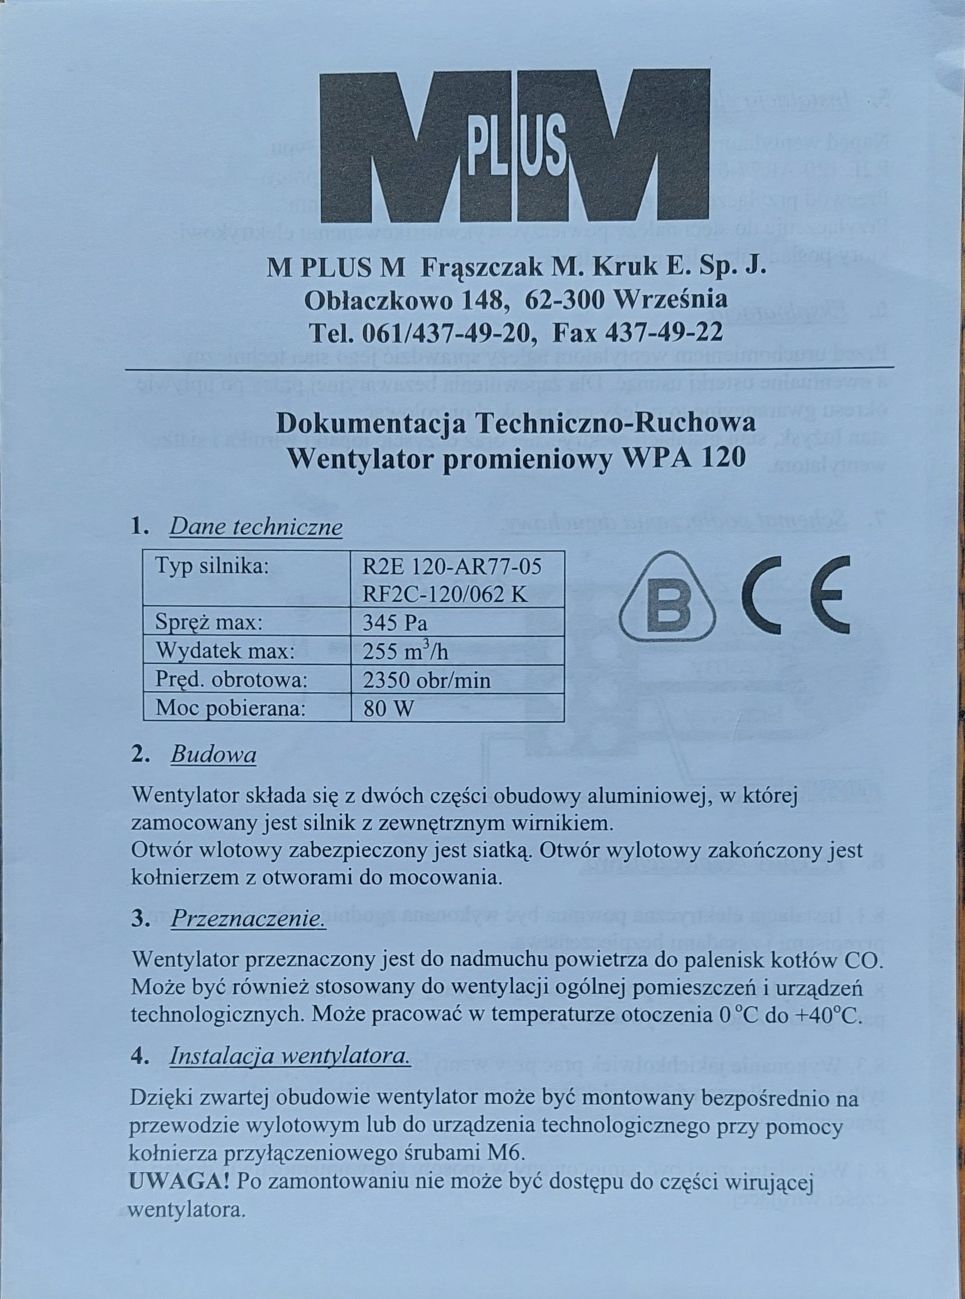 M PLUS M
M PLUS M Frąszczak M. Kruk E. Sp. J.
Obłaczkowo 148, 62-300 Września
Tel. 061/437-49-20, Fax 437-49-22
Dokumentacja Techniczno-Ruchowa
Wentylator promieniowy WPA 120
1. Dane techniczne
Typ silnika: R2E 120-AR77-05
RF2C-120/062 K
Spręż max: 345 Pa
Wydatek max: 255 m³/h
Pręd. obrotowa: 2350 obr/min
Moc pobierana: 80 W
B CE
2. Budowa
Wentylator składa się z dwóch części obudowy aluminiowej, w której
zamocowany jest silnik z zewnętrznym wirnikiem.
Otwór wlotowy zabezpieczony jest siatką. Otwór wylotowy zakończony jest
kołnierzem z otworami do mocowania.
3. Przeznaczenie.
Wentylator przeznaczony jest do nadmuchu powietrza do palenisk kotłów CO.
Może być również stosowany do wentylacji ogólnej pomieszczeń i urządzeń
technologicznych. Może pracować w temperaturze otoczenia 0 °C do +40°C.
4. Instalacja wentylatora.
Dzięki zwartej obudowie wentylator może być montowany bezpośrednio na
przewodzie wylotowym lub do urządzenia technologicznego przy pomocy
kołnierza przyłączeniowego śrubami M6.
UWAGA! Po zamontowaniu nie może być dostępu do części wirującej
wentylatora.